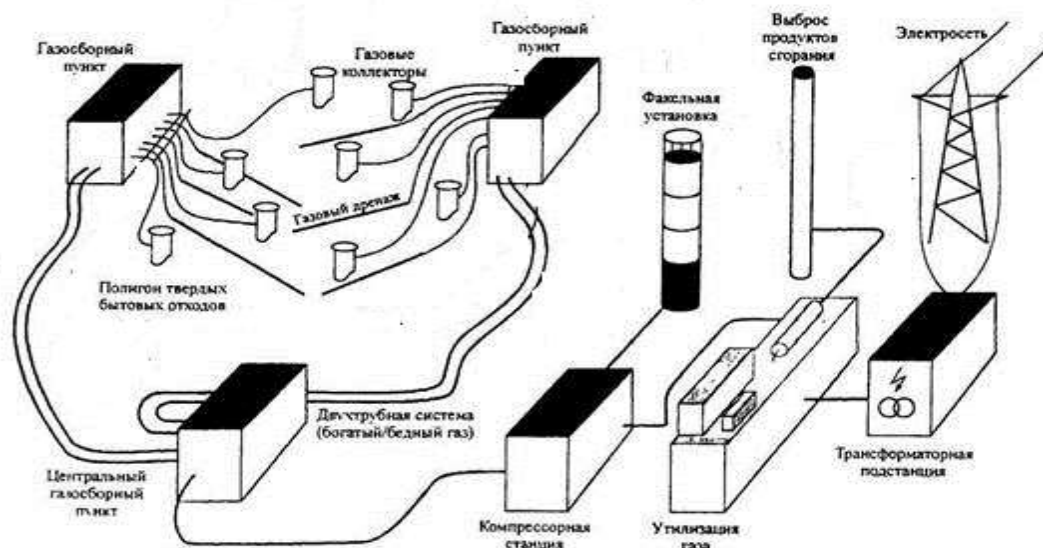 Газосборный
пункт
Газовые
коллекторы
Газосборный
пункт
Выброс
продуктов
сгорания
Электросеть
Факельная
установка
Газовый дренаж
Полигон твердых
бытовых отходов
Двухтрубная система
(богатый/бедный газ)
Центральный
газосборный
пункт
Компрессорная
станция
Утилизация
газа
Трансформаторная
подстанция